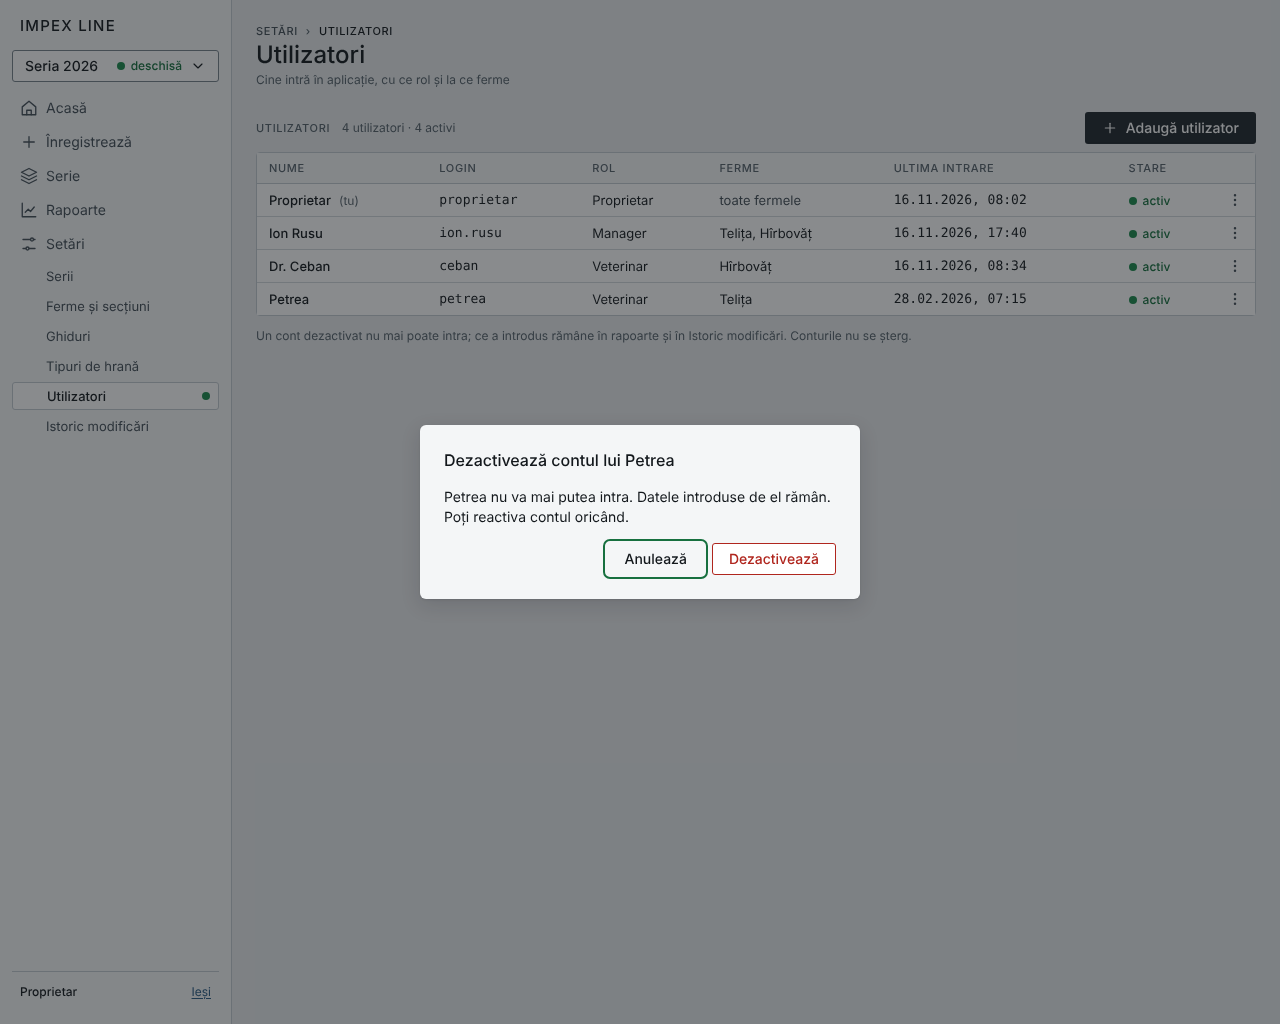 IMPEX LINE
Seria 2026 deschisă
Acasă
Înregistrează
Serie
Rapoarte
Setări
Serii
Ferme și secțiuni
Ghiduri
Tipuri de hrană
Utilizatori
Istoric modificări
Proprietar Ieși
SETĂRI › UTILIZATORI
Utilizatori
Cine intră în aplicație, cu ce rol și la ce ferme
UTILIZATORI 4 utilizatori · 4 activi
+ Adaugă utilizator
NUME LOGIN ROL FERME ULTIMA INTRARE STARE
Proprietar (tu) proprietar Proprietar toate fermele 16.11.2026, 08:02 activ
Ion Rusu ion.rusu Manager Telița, Hîrbovăț 16.11.2026, 17:40 activ
Dr. Ceban ceban Veterinar Hîrbovăț 16.11.2026, 08:34 activ
Petrea petrea Veterinar Telița 28.02.2026, 07:15 activ
Un cont dezactivat nu mai poate intra; ce a introdus rămâne în rapoarte și în Istoric modificări. Conturile nu se șterg.
Dezactivează contul lui Petrea
Petrea nu va mai putea intra. Datele introduse de el rămân.
Poți reactiva contul oricând.
Anulează Dezactivează